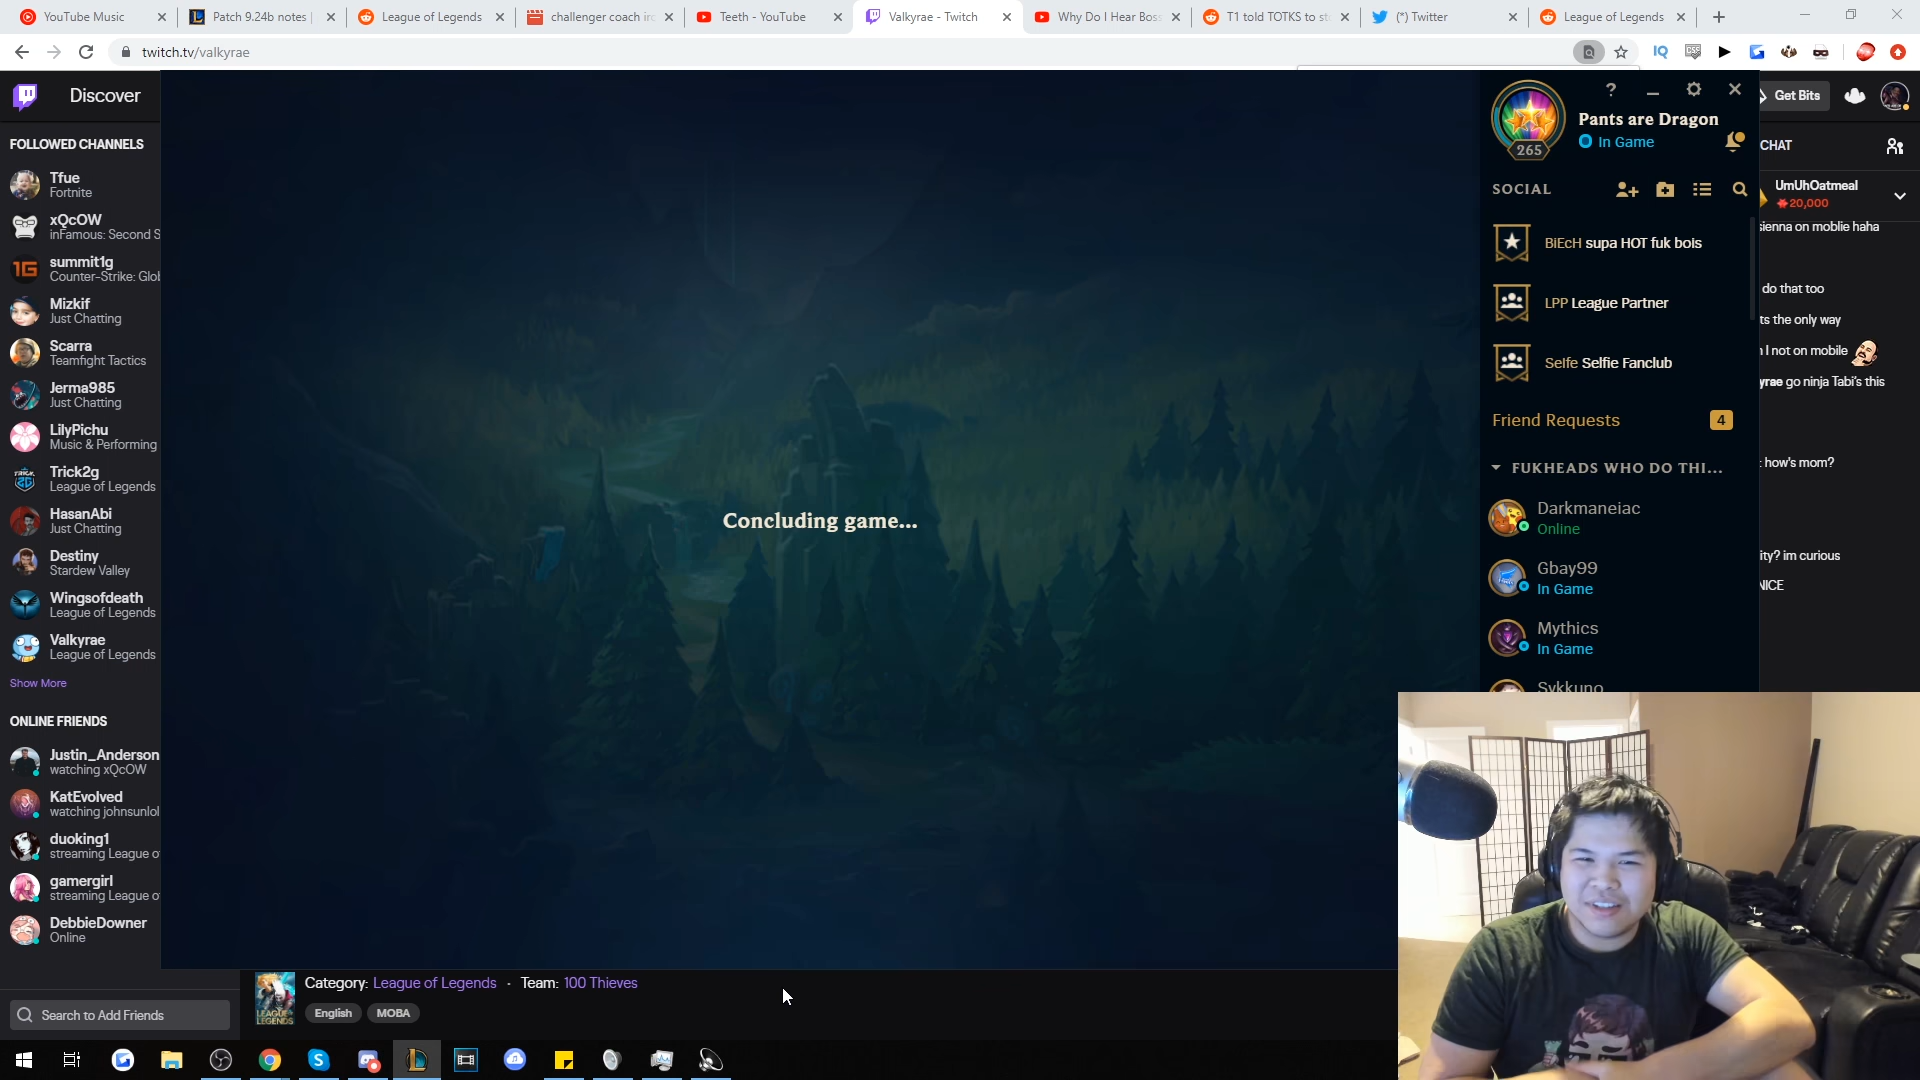 YouTube Music
Patch 9.24b notes
League of Legends
challenger coach iro
Teeth - YouTube
Valkyrae - Twitch
Why Do I Hear Boss
T1 told TOTKS to st
(*) Twitter
League of Legends
twitch.tv/valkyrae
Discover
Get Bits
FOLLOWED CHANNELS
Tfue
Fortnite
xQcOW
inFamous: Second S
summit1g
Counter-Strike: Glo
Mizkif
Just Chatting
Scarra
Teamfight Tactics
Jerma985
Just Chatting
LilyPichu
Music & Performing
Trick2g
League of Legends
HasanAbi
Just Chatting
Destiny
Stardew Valley
Wingsofdeath
League of Legends
Valkyrae
League of Legends
Show More
ONLINE FRIENDS
Justin_Anderson
watching xQcOW
KatEvolved
watching johnsunlol
duoking1
streaming League o
gamergirl
streaming League o
DebbieDowner
Online
Search to Add Friends
Concluding game...
265
Pants are Dragon
In Game
SOCIAL
BiEcH supa HOT fuk bois
LPP League Partner
Selfe Selfie Fanclub
Friend Requests
4
FUKHEADS WHO DO THI...
Darkmaniac
Online
Gbay99
In Game
Mythics
In Game
Sykkuno
CHAT
UmUhOatmeal
20,000
sienna on moblie haha
do that too
ts the only way
I not on mobile
yrae go ninja Tabi's this
: how's mom?
ity? im curious
NICE
Category: League of Legends · Team: 100 Thieves
English
MOBA
LEAGUE
LEGENDS